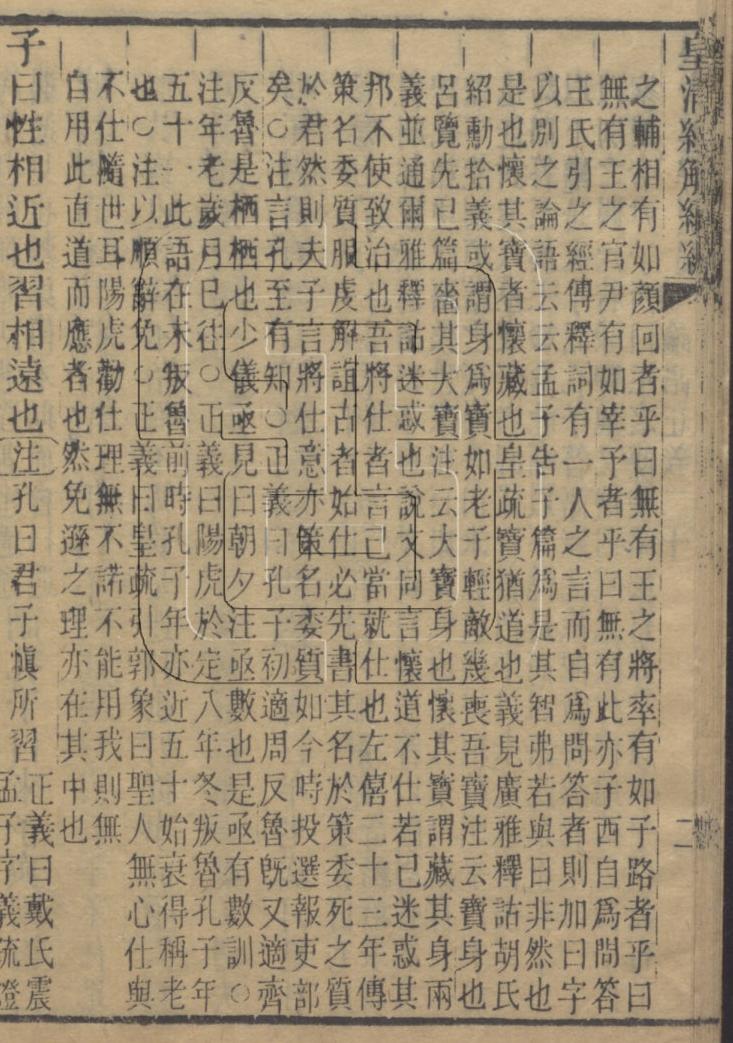 皇清經解續編
二
之輔相有如顏回者乎曰無有王之將率有如子路者乎曰
無有王之官尹有如宰予者乎曰無有此亦子西自爲問答
王氏引之經傳釋詞有一人之言而自爲問答者則加曰字
以別之論語云云孟子告子篇爲是其智弗若與曰非然也
是也懷其寶者懷藏也皇疏寶猶道也義見廣雅釋詁胡氏
紹勳拾義或謂身爲寶如老子輕敵幾喪吾寶注云寶身也
呂覽先己篇嗇其大寶注云大寶身也懷其寶謂藏其身兩
義並通爾雅釋詁迷惑也說文同言懷道不仕若己迷惑其
邦不使致治也吾將仕者言己當就仕也左僖二十三年傳
策名委質服虔解誼古者始仕必先書其名於策委死之質
於君然則夫子言將仕意亦策名委質如今時投選報吏部
矣○注言孔至有知○正義曰孔子初適周反魯旣又適齊
反魯是栖栖也少儀亟見曰朝夕注亟數也是亟有數訓○
注年老歲月已往○正義曰陽虎於定八年冬叛魯孔子年
五十一此語在未叛魯前時孔子年亦近五十始衰得稱老
也○注以順辭免○正義曰皇疏引郭象曰聖人無心仕與
不仕隨世耳陽虎勸仕理無不諾不能用我則無
自用此直道而應者也然免遜之理亦在其中也
子曰性相近也習相遠也注孔曰君子愼所習
正義曰戴氏震
孟子字義疏證